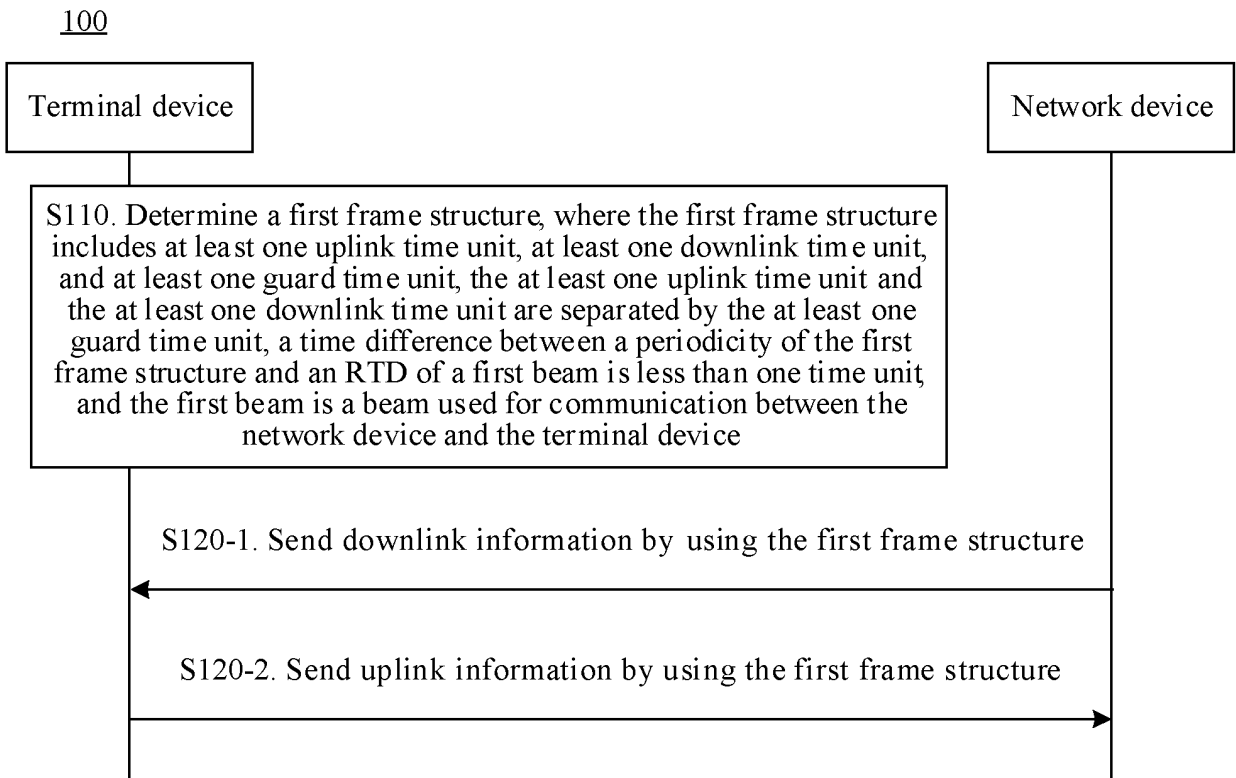 100
Terminal device
Network device
S110. Determine a first frame structure, where the first frame structure
includes at least one uplink time unit, at least one downlink time unit,
and at least one guard time unit, the at least one uplink time unit and
the at least one downlink time unit are separated by the at least one
guard time unit, a time difference between a periodicity of the first
frame structure and an RTD of a first beam is less than one time unit,
and the first beam is a beam used for communication between the
network device and the terminal device
S120-1. Send downlink information by using the first frame structure
S120-2. Send uplink information by using the first frame structure